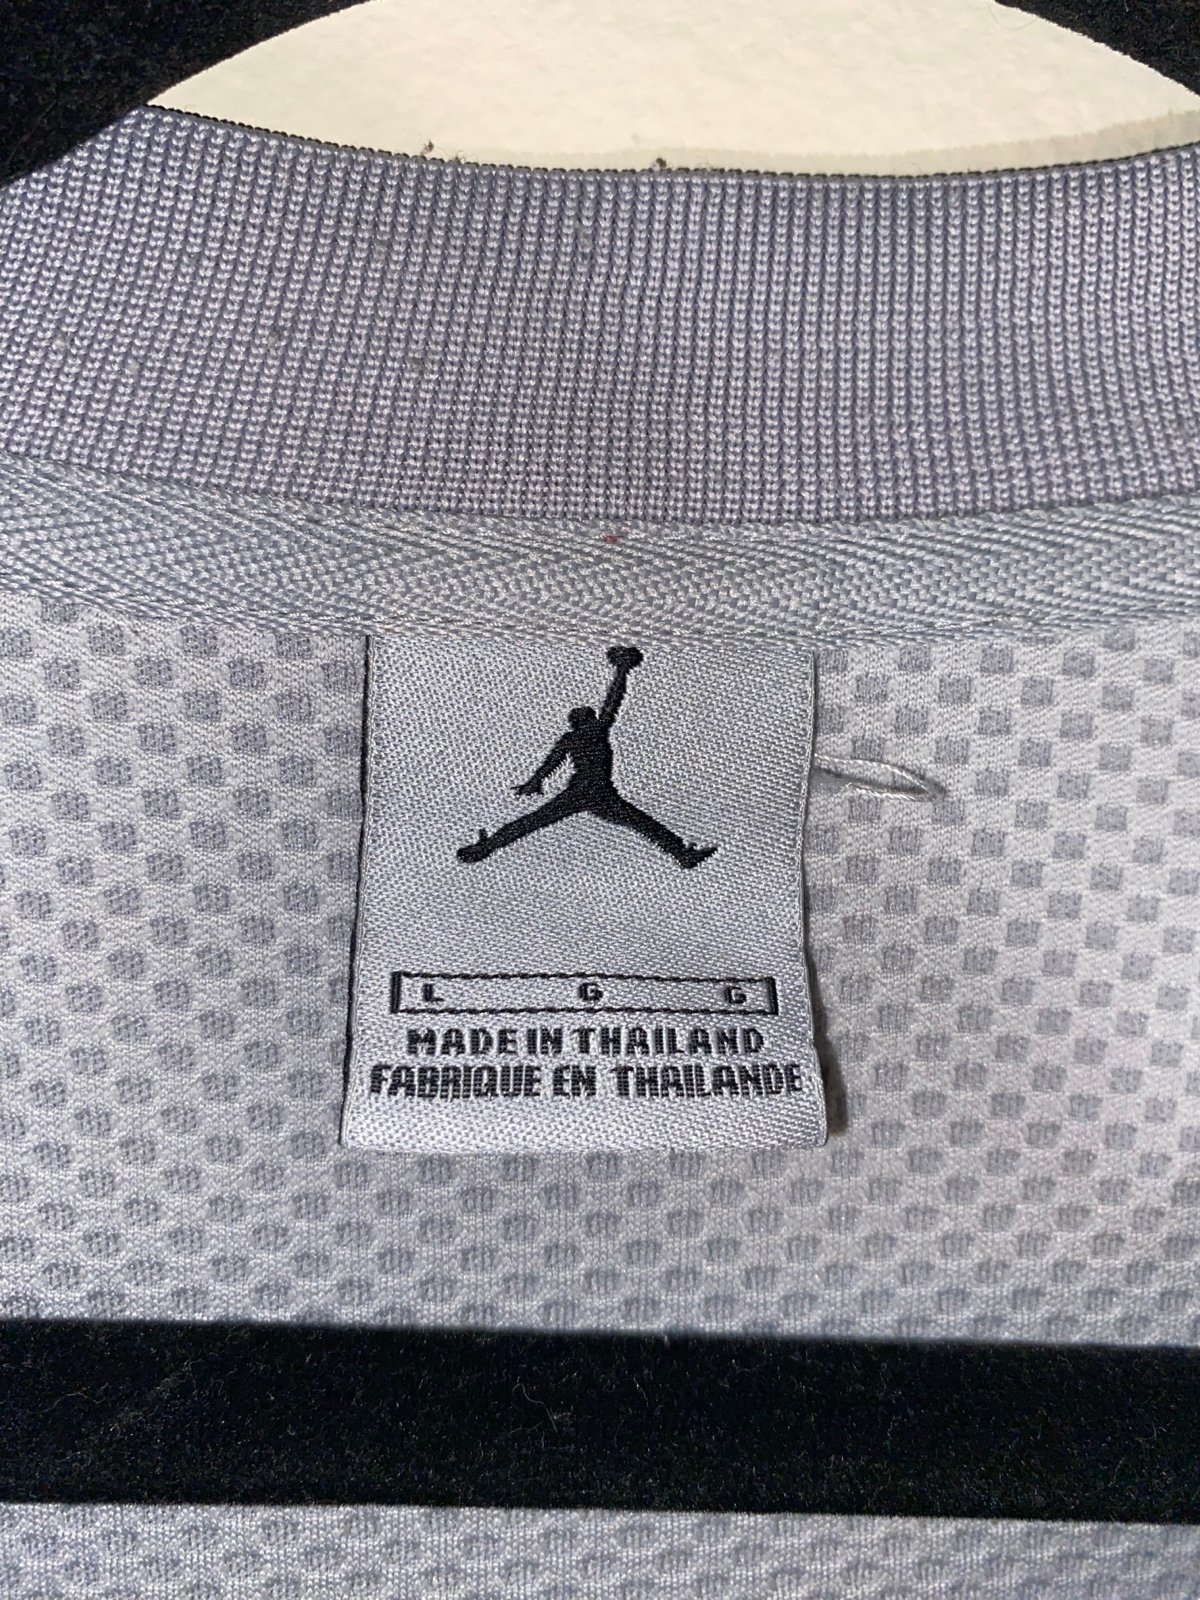 L G G
MADE IN THAILAND
FABRIQUE EN THAILANDE